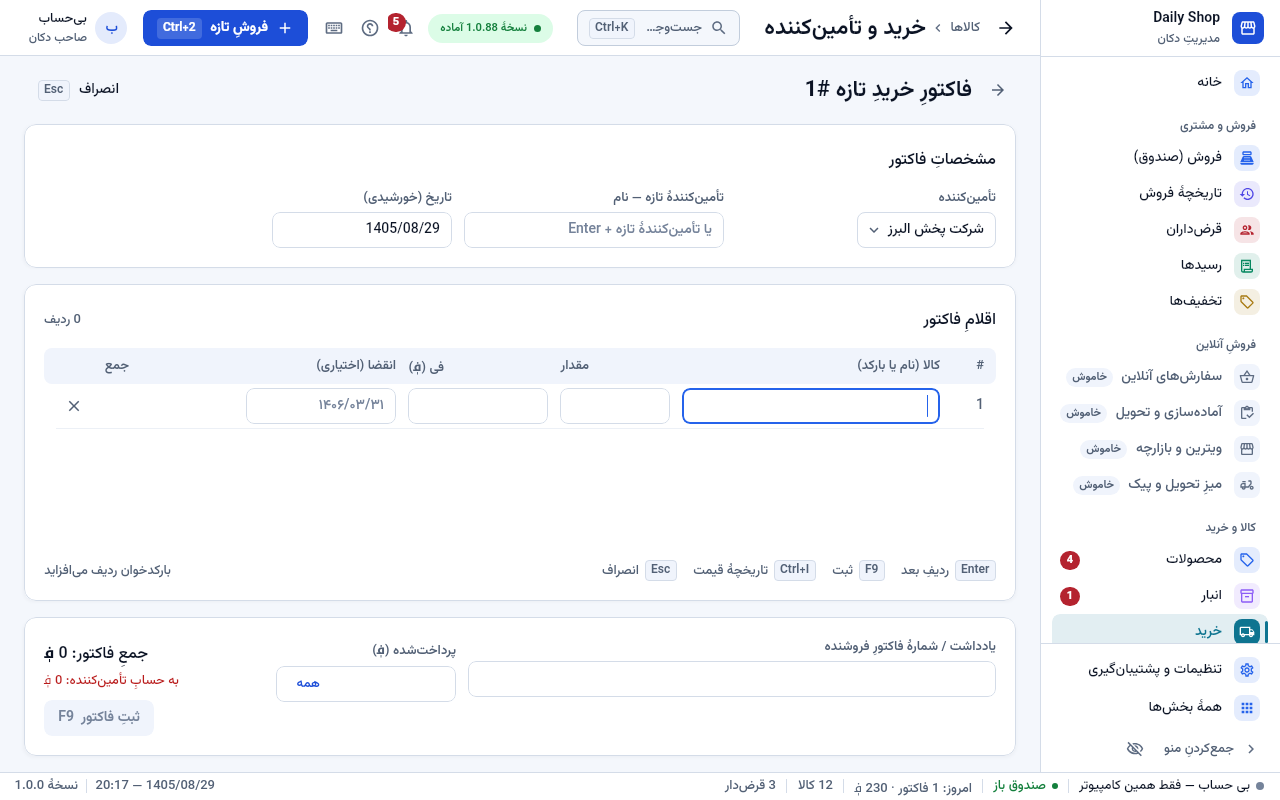 Daily Shop
مدیریتِ دکان
خانه
فروش و مشتری
فروش (صندوق)
تاریخچهٔ فروش
قرض‌داران
رسیدها
تخفیف‌ها
فروشِ آنلاین
سفارش‌های آنلاین خاموش
آماده‌سازی و تحویل خاموش
ویترین و بازارچه خاموش
میزِ تحویل و پیک خاموش
کالا و خرید
محصولات 4
انبار 1
خرید
تنظیمات و پشتیبان‌گیری
همهٔ بخش‌ها
جمع‌کردنِ منو
کالاها
خرید و تأمین‌کننده
جست‌وجـ... Ctrl+K
نسخهٔ 1.0.88 آماده
5
فروشِ تازه Ctrl+2
ب
بی‌حساب
صاحب دکان
فاکتورِ خریدِ تازه #1
انصراف Esc
مشخصاتِ فاکتور
تأمین‌کننده
تأمین‌کنندهٔ تازه — نام
تاریخ (خورشیدی)
شرکت پخش البرز
یا تأمین‌کنندهٔ تازه + Enter
1405/08/29
اقلامِ فاکتور
0 ردیف
#
کالا (نام یا بارکد)
مقدار
فی (؋)
انقضا (اختیاری)
جمع
1
۱۴۰۶/۰۳/۳۱
Enter ردیفِ بعد
F9 ثبت
Ctrl+I تاریخچهٔ قیمت
Esc انصراف
بارکدخوان ردیف می‌افزاید
یادداشت / شمارهٔ فاکتورِ فروشنده
پرداخت‌شده (؋)
همه
جمعِ فاکتور: 0 ؋
به حسابِ تأمین‌کننده: 0 ؋
ثبتِ فاکتور F9
بی حساب — فقط همین کامپیوتر
صندوق باز
امروز: 1 فاکتور · 230 ؋
12 کالا
3 قرض‌دار
1405/08/29 — 20:17
نسخهٔ 1.0.0